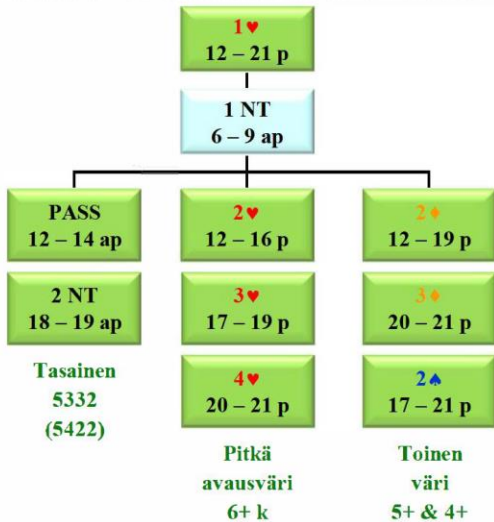 1♥
12 – 21 p
1 NT
6 – 9 ap
PASS
12 – 14 ap
2 NT
18 – 19 ap
Tasainen
5332
(5422)
2♥
12 – 16 p
3♥
17 – 19 p
4♥
20 – 21 p
Pitkä
avausväri
6+ k
2♦
12 – 19 p
3♦
20 – 21 p
2♠
17 – 21 p
Toinen
väri
5+ & 4+